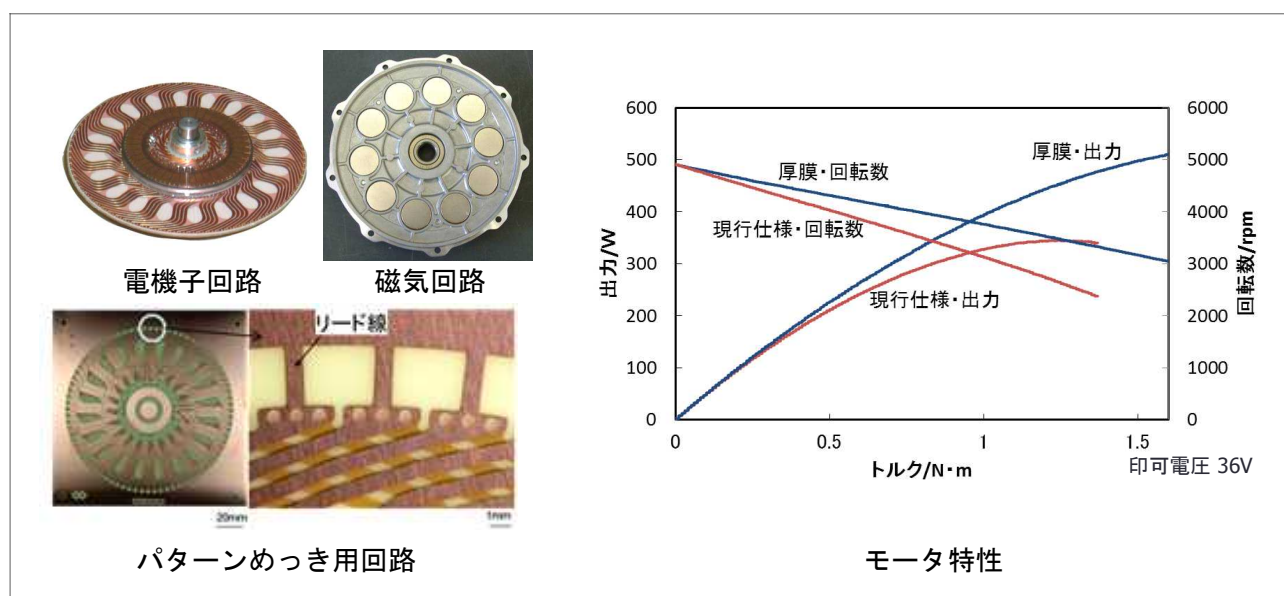 電機子回路
磁気回路
リード線
20mm
1mm
パターンめっき用回路
600
500
400
300
200
100
0
出力/W
6000
5000
4000
3000
2000
1000
0
回転数/rpm
厚膜・出力
厚膜・回転数
現行仕様・回転数
現行仕様・出力
0
0.5
1
1.5
トルク/N・m
印可電圧 36V
モータ特性